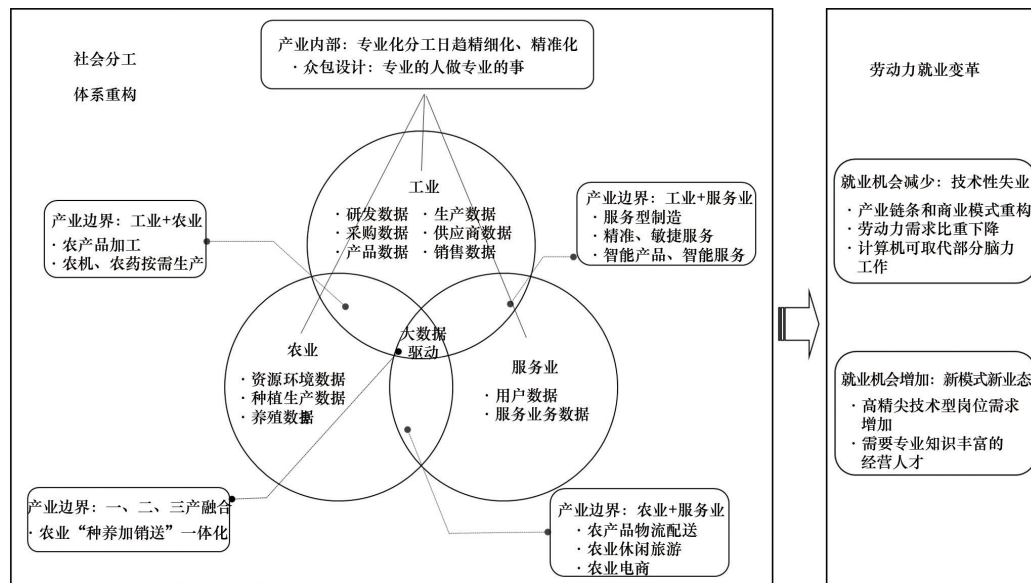 社会分工
体系重构
产业内部：专业化分工日趋精细化、精准化
· 众包设计：专业的人做专业的事
工业
· 研发数据 · 生产数据
· 采购数据 · 供应商数据
· 产品数据 · 销售数据
产业边界：工业+农业
· 农产品加工
· 农机、农药按需生产
产业边界：工业+服务业
· 服务型制造
· 精准、敏捷服务
· 智能产品、智能服务
大数据
驱动
农业
· 资源环境数据
· 种植生产数据
· 养殖数据
服务业
· 用户数据
· 服务业务数据
产业边界：一、二、三产融合
· 农业“种养加销送”一体化
产业边界：农业+服务业
· 农产品物流配送
· 农业休闲旅游
· 农业电商
劳动力就业变革
就业机会减少：技术性失业
· 产业链条和商业模式重构
· 劳动力需求比重下降
· 计算机可取代部分脑力
工作
就业机会增加：新模式新业态
· 高精尖技术型岗位需求
增加
· 需要专业知识丰富的
经营人才